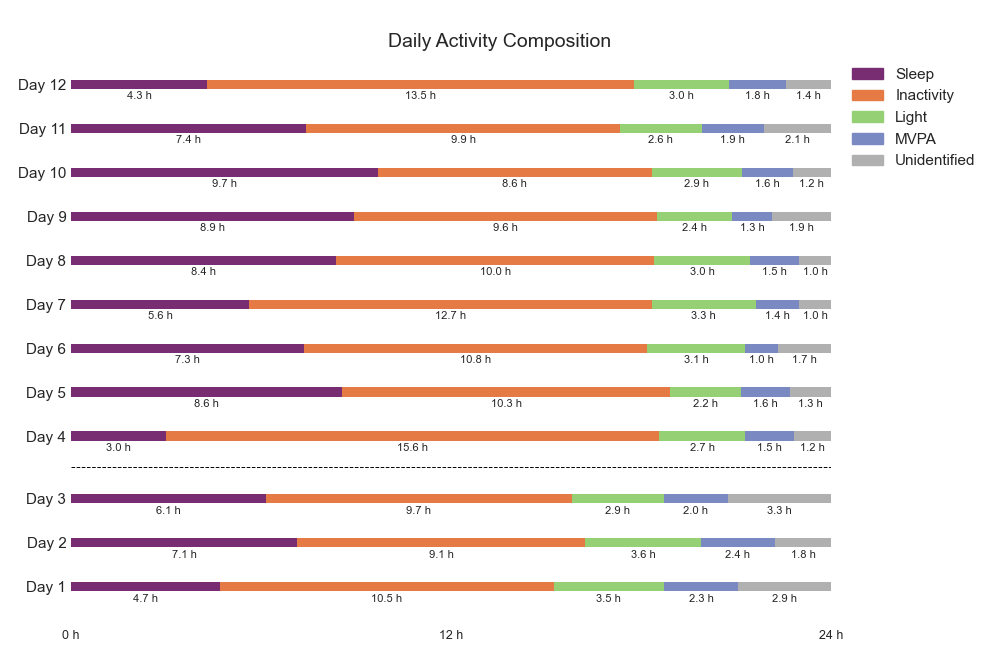 Daily Activity Composition
Sleep
Inactivity
Light
MVPA
Unidentified
Day 12
4.3 h 13.5 h 3.0 h 1.8 h 1.4 h
Day 11
7.4 h 9.9 h 2.6 h 1.9 h 2.1 h
Day 10
9.7 h 8.6 h 2.9 h 1.6 h 1.2 h
Day 9
8.9 h 9.6 h 2.4 h 1.3 h 1.9 h
Day 8
8.4 h 10.0 h 3.0 h 1.5 h 1.0 h
Day 7
5.6 h 12.7 h 3.3 h 1.4 h 1.0 h
Day 6
7.3 h 10.8 h 3.1 h 1.0 h 1.7 h
Day 5
8.6 h 10.3 h 2.2 h 1.6 h 1.3 h
Day 4
3.0 h 15.6 h 2.7 h 1.5 h 1.2 h
Day 3
6.1 h 9.7 h 2.9 h 2.0 h 3.3 h
Day 2
7.1 h 9.1 h 3.6 h 2.4 h 1.8 h
Day 1
4.7 h 10.5 h 3.5 h 2.3 h 2.9 h
0 h 12 h 24 h